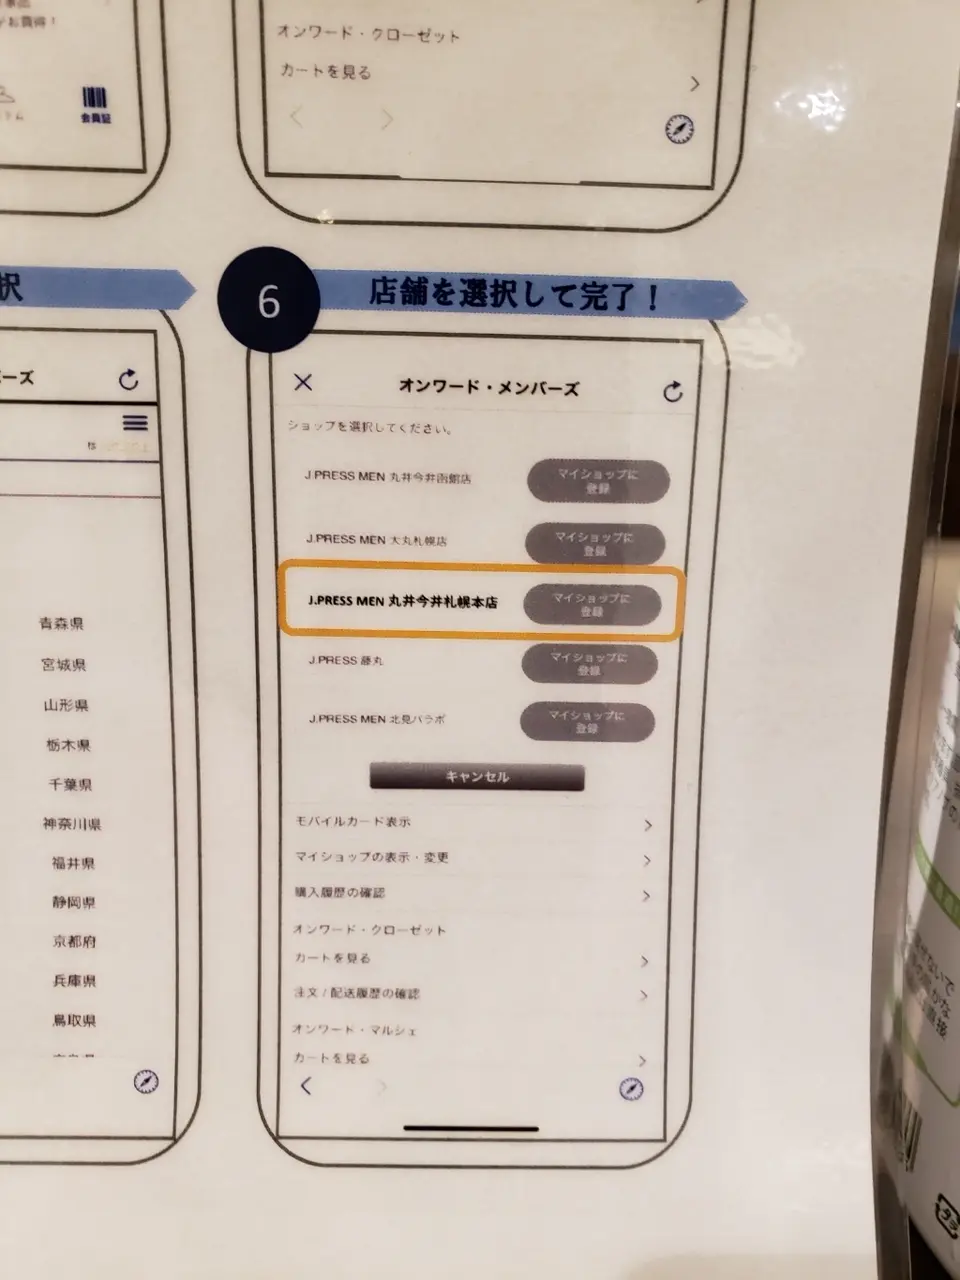 がお買得！
会員証
オンワード・クローゼット
カートを見る
択
6
店舗を選択して完了！
ーズ
様
青森県
宮城県
山形県
栃木県
千葉県
神奈川県
福井県
静岡県
京都府
兵庫県
鳥取県
オンワード・メンバーズ
ショップを選択してください。
J.PRESS MEN 丸井今井函館店
マイショップに
登録
J.PRESS MEN 大丸札幌店
マイショップに
登録
J.PRESS MEN 丸井今井札幌本店
マイショップに
登録
J.PRESS 藤丸
マイショップに
登録
J.PRESS MEN 北見パラボ
マイショップに
登録
キャンセル
モバイルカード表示
マイショップの表示・変更
購入履歴の確認
オンワード・クローゼット
カートを見る
注文 / 配送履歴の確認
オンワード・マルシェ
カートを見る